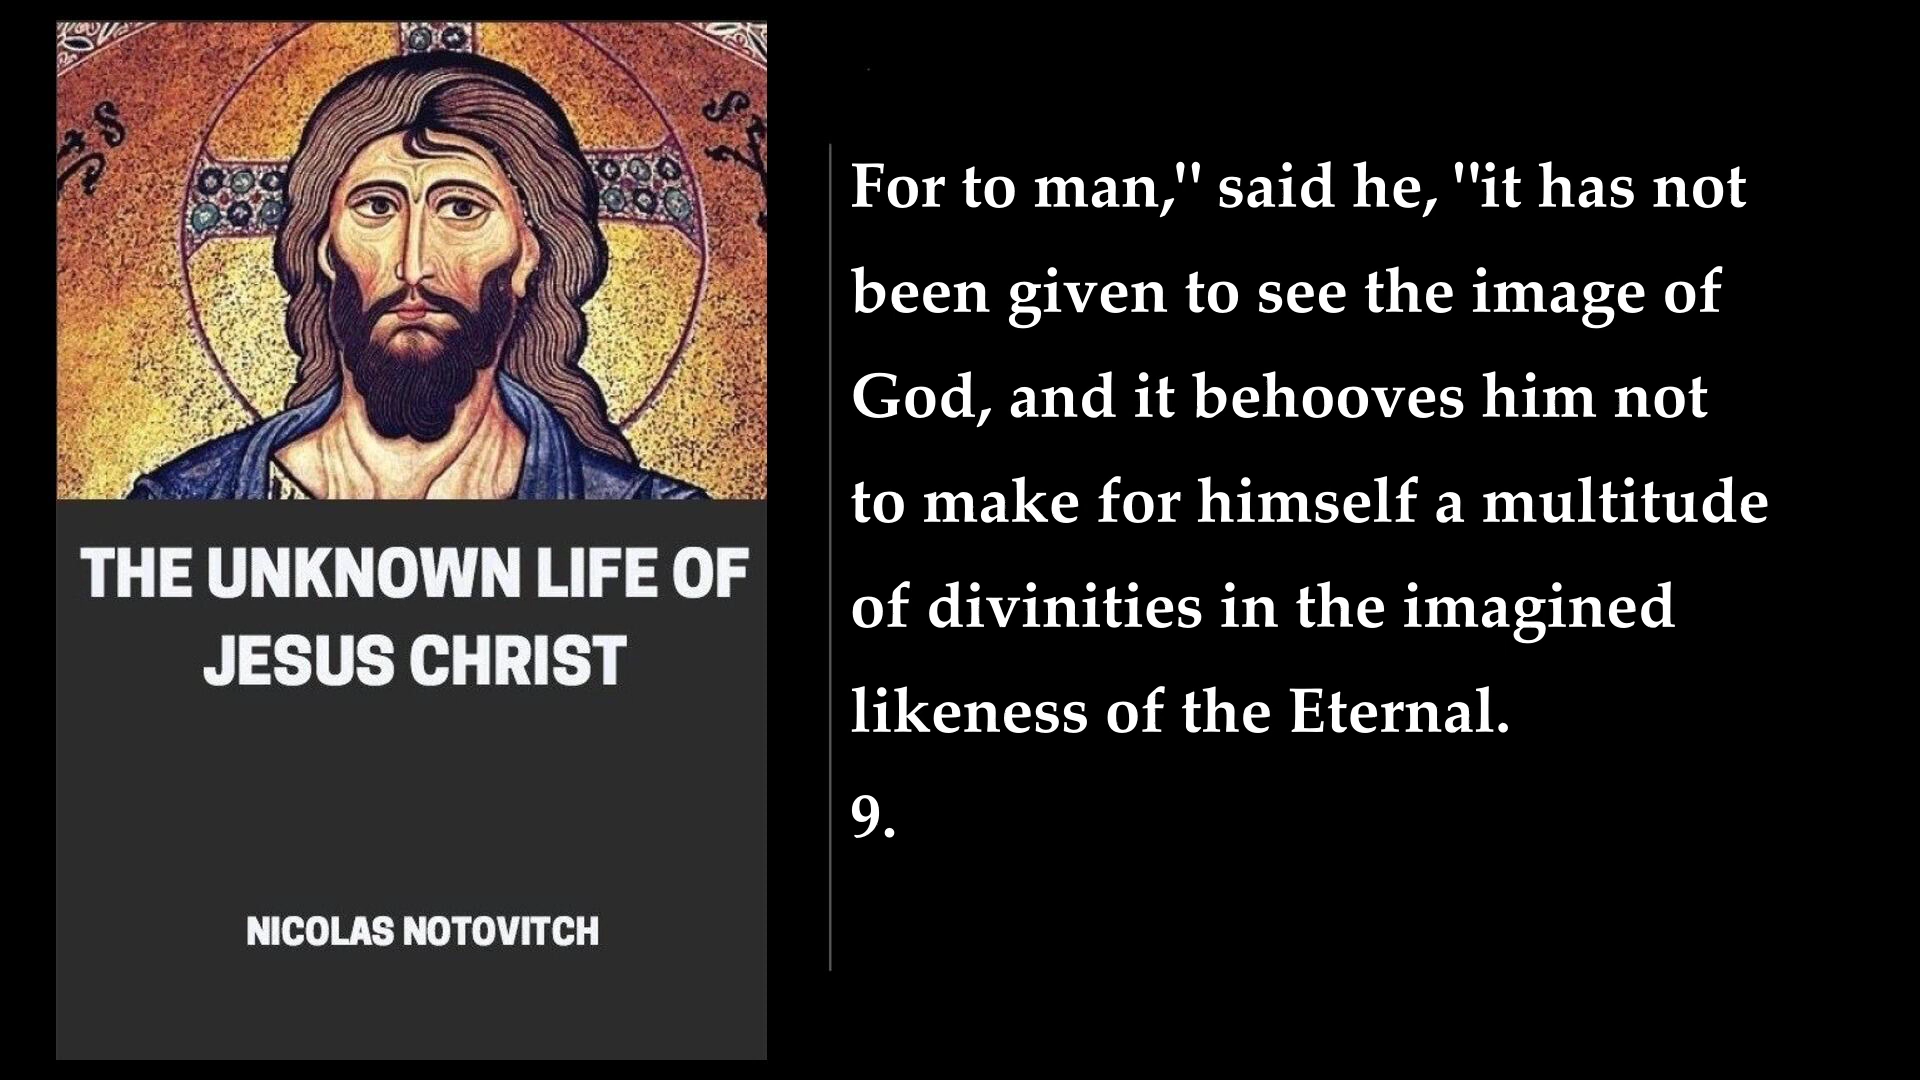 THE UNKNOWN LIFE OF
JESUS CHRIST
NICOLAS NOTOVITCH
For to man," said he, "it has not
been given to see the image of
God, and it behooves him not
to make for himself a multitude
of divinities in the imagined
likeness of the Eternal.
9.